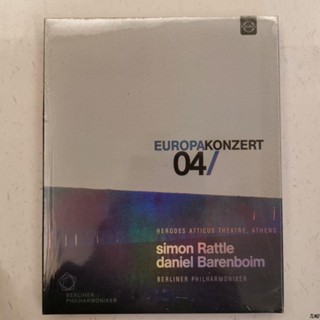 EUROPAKONZERT
04/
HERODES ATTICUS THEATRE, ATHENS
simon Rattle
daniel Barenboim
BERLINER PHILHARMONIKER
BERLINER
PHILHARMONIKER